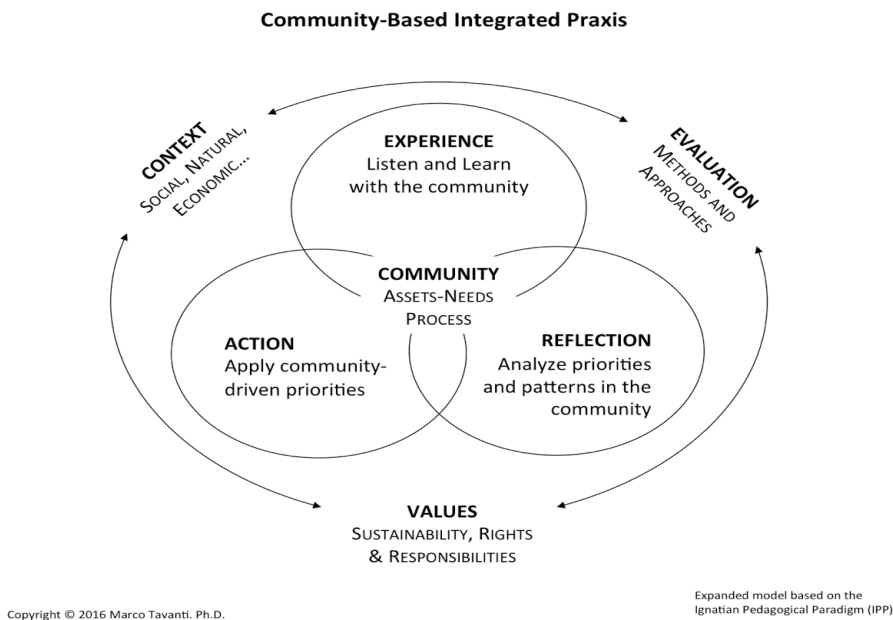 Community-Based Integrated Praxis
CONTEXT
SOCIAL, NATURAL,
ECONOMIC...
EVALUATION
METHODS AND
APPROACHES
EXPERIENCE
Listen and Learn
with the community
COMMUNITY
ASSETS-NEEDS
PROCESS
ACTION
Apply community-
driven priorities
REFLECTION
Analyze priorities
and patterns in the
community
VALUES
SUSTAINABILITY, RIGHTS
& RESPONSIBILITIES
Copyright © 2016 Marco Tavanti. Ph.D.
Expanded model based on the
Ignatian Pedagogical Paradigm (IPP)